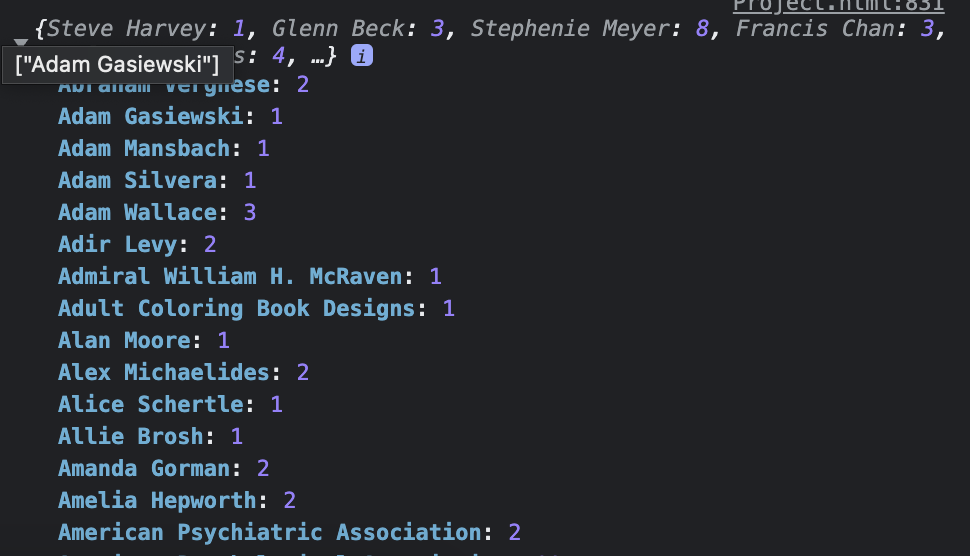 Project.html:831
{Steve Harvey: 1, Glenn Beck: 3, Stephenie Meyer: 8, Francis Chan: 3,
s: 4, …} i
["Adam Gasiewski"]
Abraham Verghese: 2
Adam Gasiewski: 1
Adam Mansbach: 1
Adam Silvera: 1
Adam Wallace: 3
Adir Levy: 2
Admiral William H. McRaven: 1
Adult Coloring Book Designs: 1
Alan Moore: 1
Alex Michaelides: 2
Alice Schertle: 1
Allie Brosh: 1
Amanda Gorman: 2
Amelia Hepworth: 2
American Psychiatric Association: 2